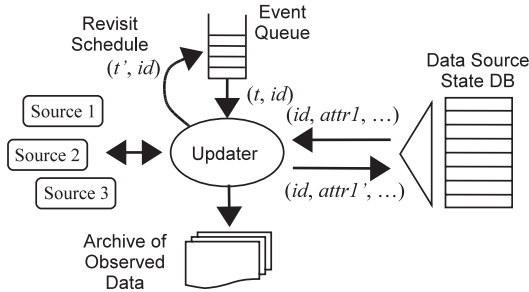 Revisit
Schedule
(t’, id)
Event
Queue
(t, id)
Data Source
State DB
Source 1
Source 2
Source 3
Updater
(id, attr1, …)
(id, attr1’, …)
Archive of
Observed
Data